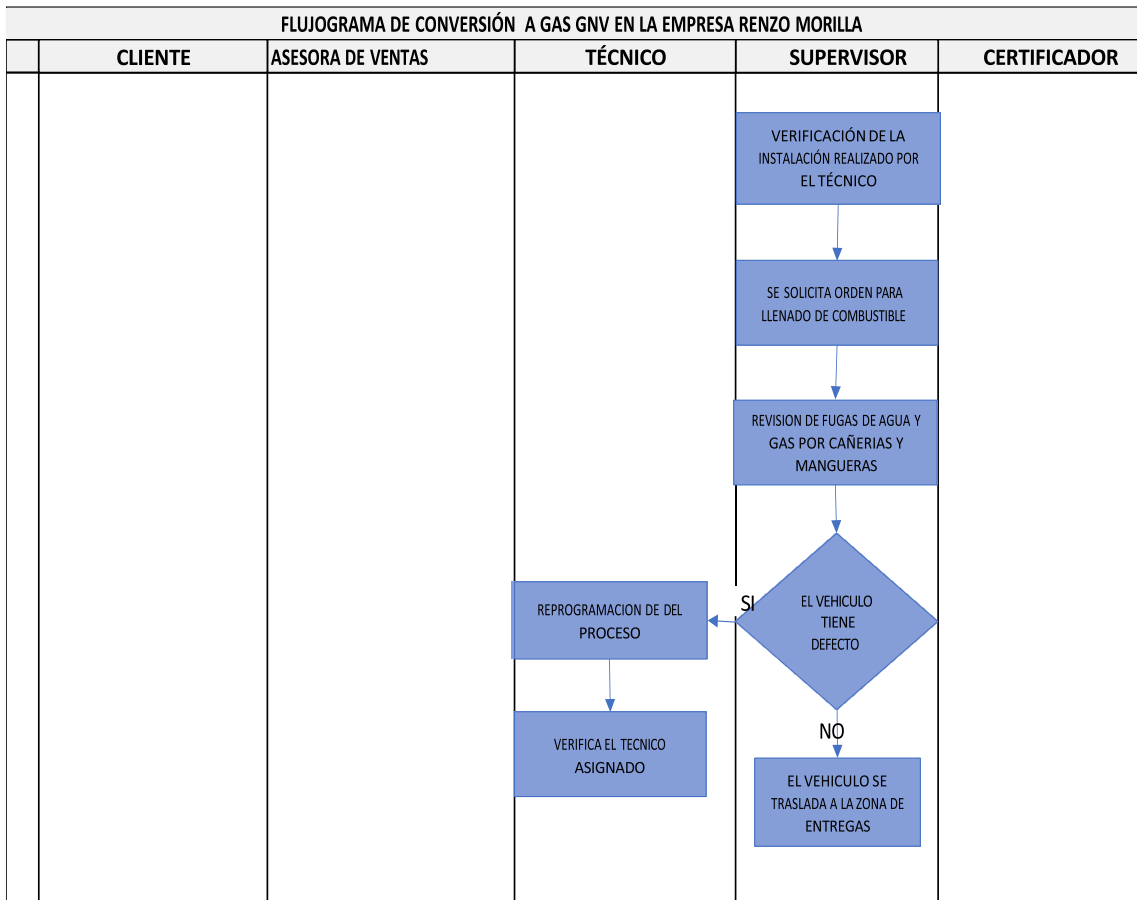 FLUJOGRAMA DE CONVERSIÓN A GAS GNV EN LA EMPRESA RENZO MORILLA
CLIENTE
ASESORA DE VENTAS
TÉCNICO
SUPERVISOR
CERTIFICADOR
VERIFICACIÓN DE LA
INSTALACIÓN REALIZADO POR
EL TÉCNICO
SE SOLICITA ORDEN PARA
LLENADO DE COMBUSTIBLE
REVISION DE FUGAS DE AGUA Y
GAS POR CAÑERIAS Y
MANGUERAS
EL VEHICULO
TIENE
DEFECTO
SI
REPROGRAMACION DE DEL
PROCESO
VERIFICA EL TECNICO
ASIGNADO
NO
EL VEHICULO SE
TRASLADA A LA ZONA DE
ENTREGAS